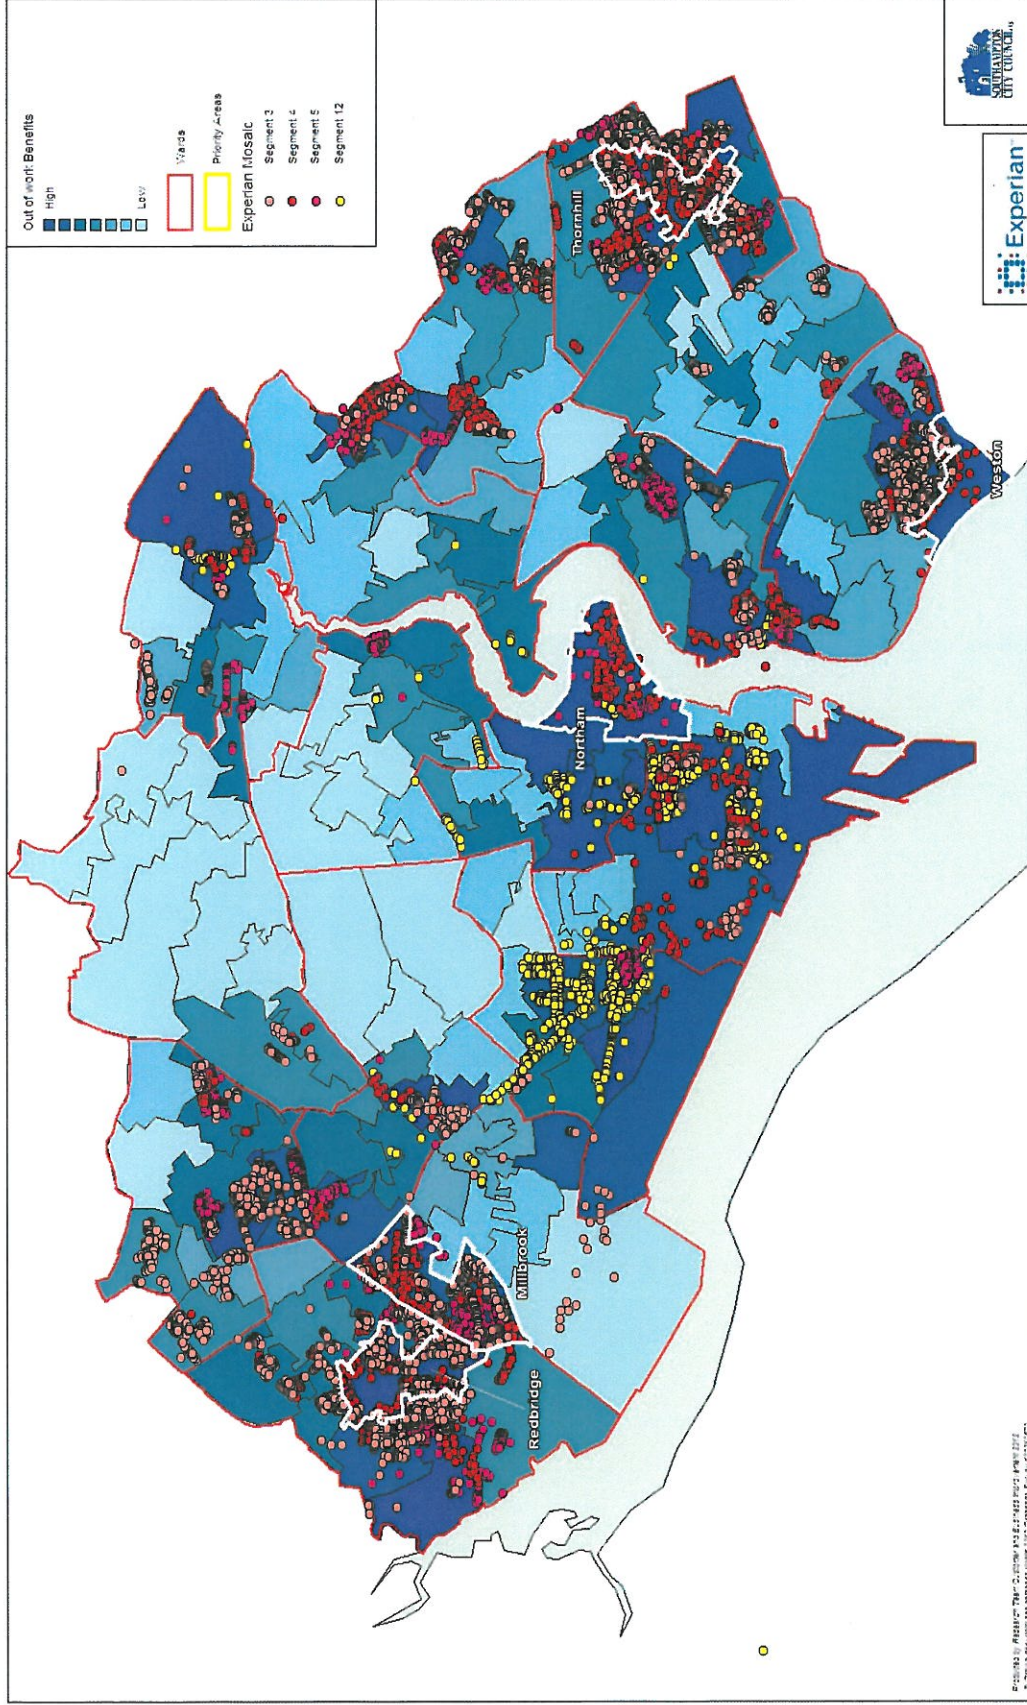 Out of work Benefits
High
Low
Wards
Priority Areas
Experian Mosaic
Segment 3
Segment 4
Segment 5
Segment 12
Thornhill
Weston
Northam
Millbrook
Redbridge
SOUTHAMPTON
CITY COUNCIL
Experian